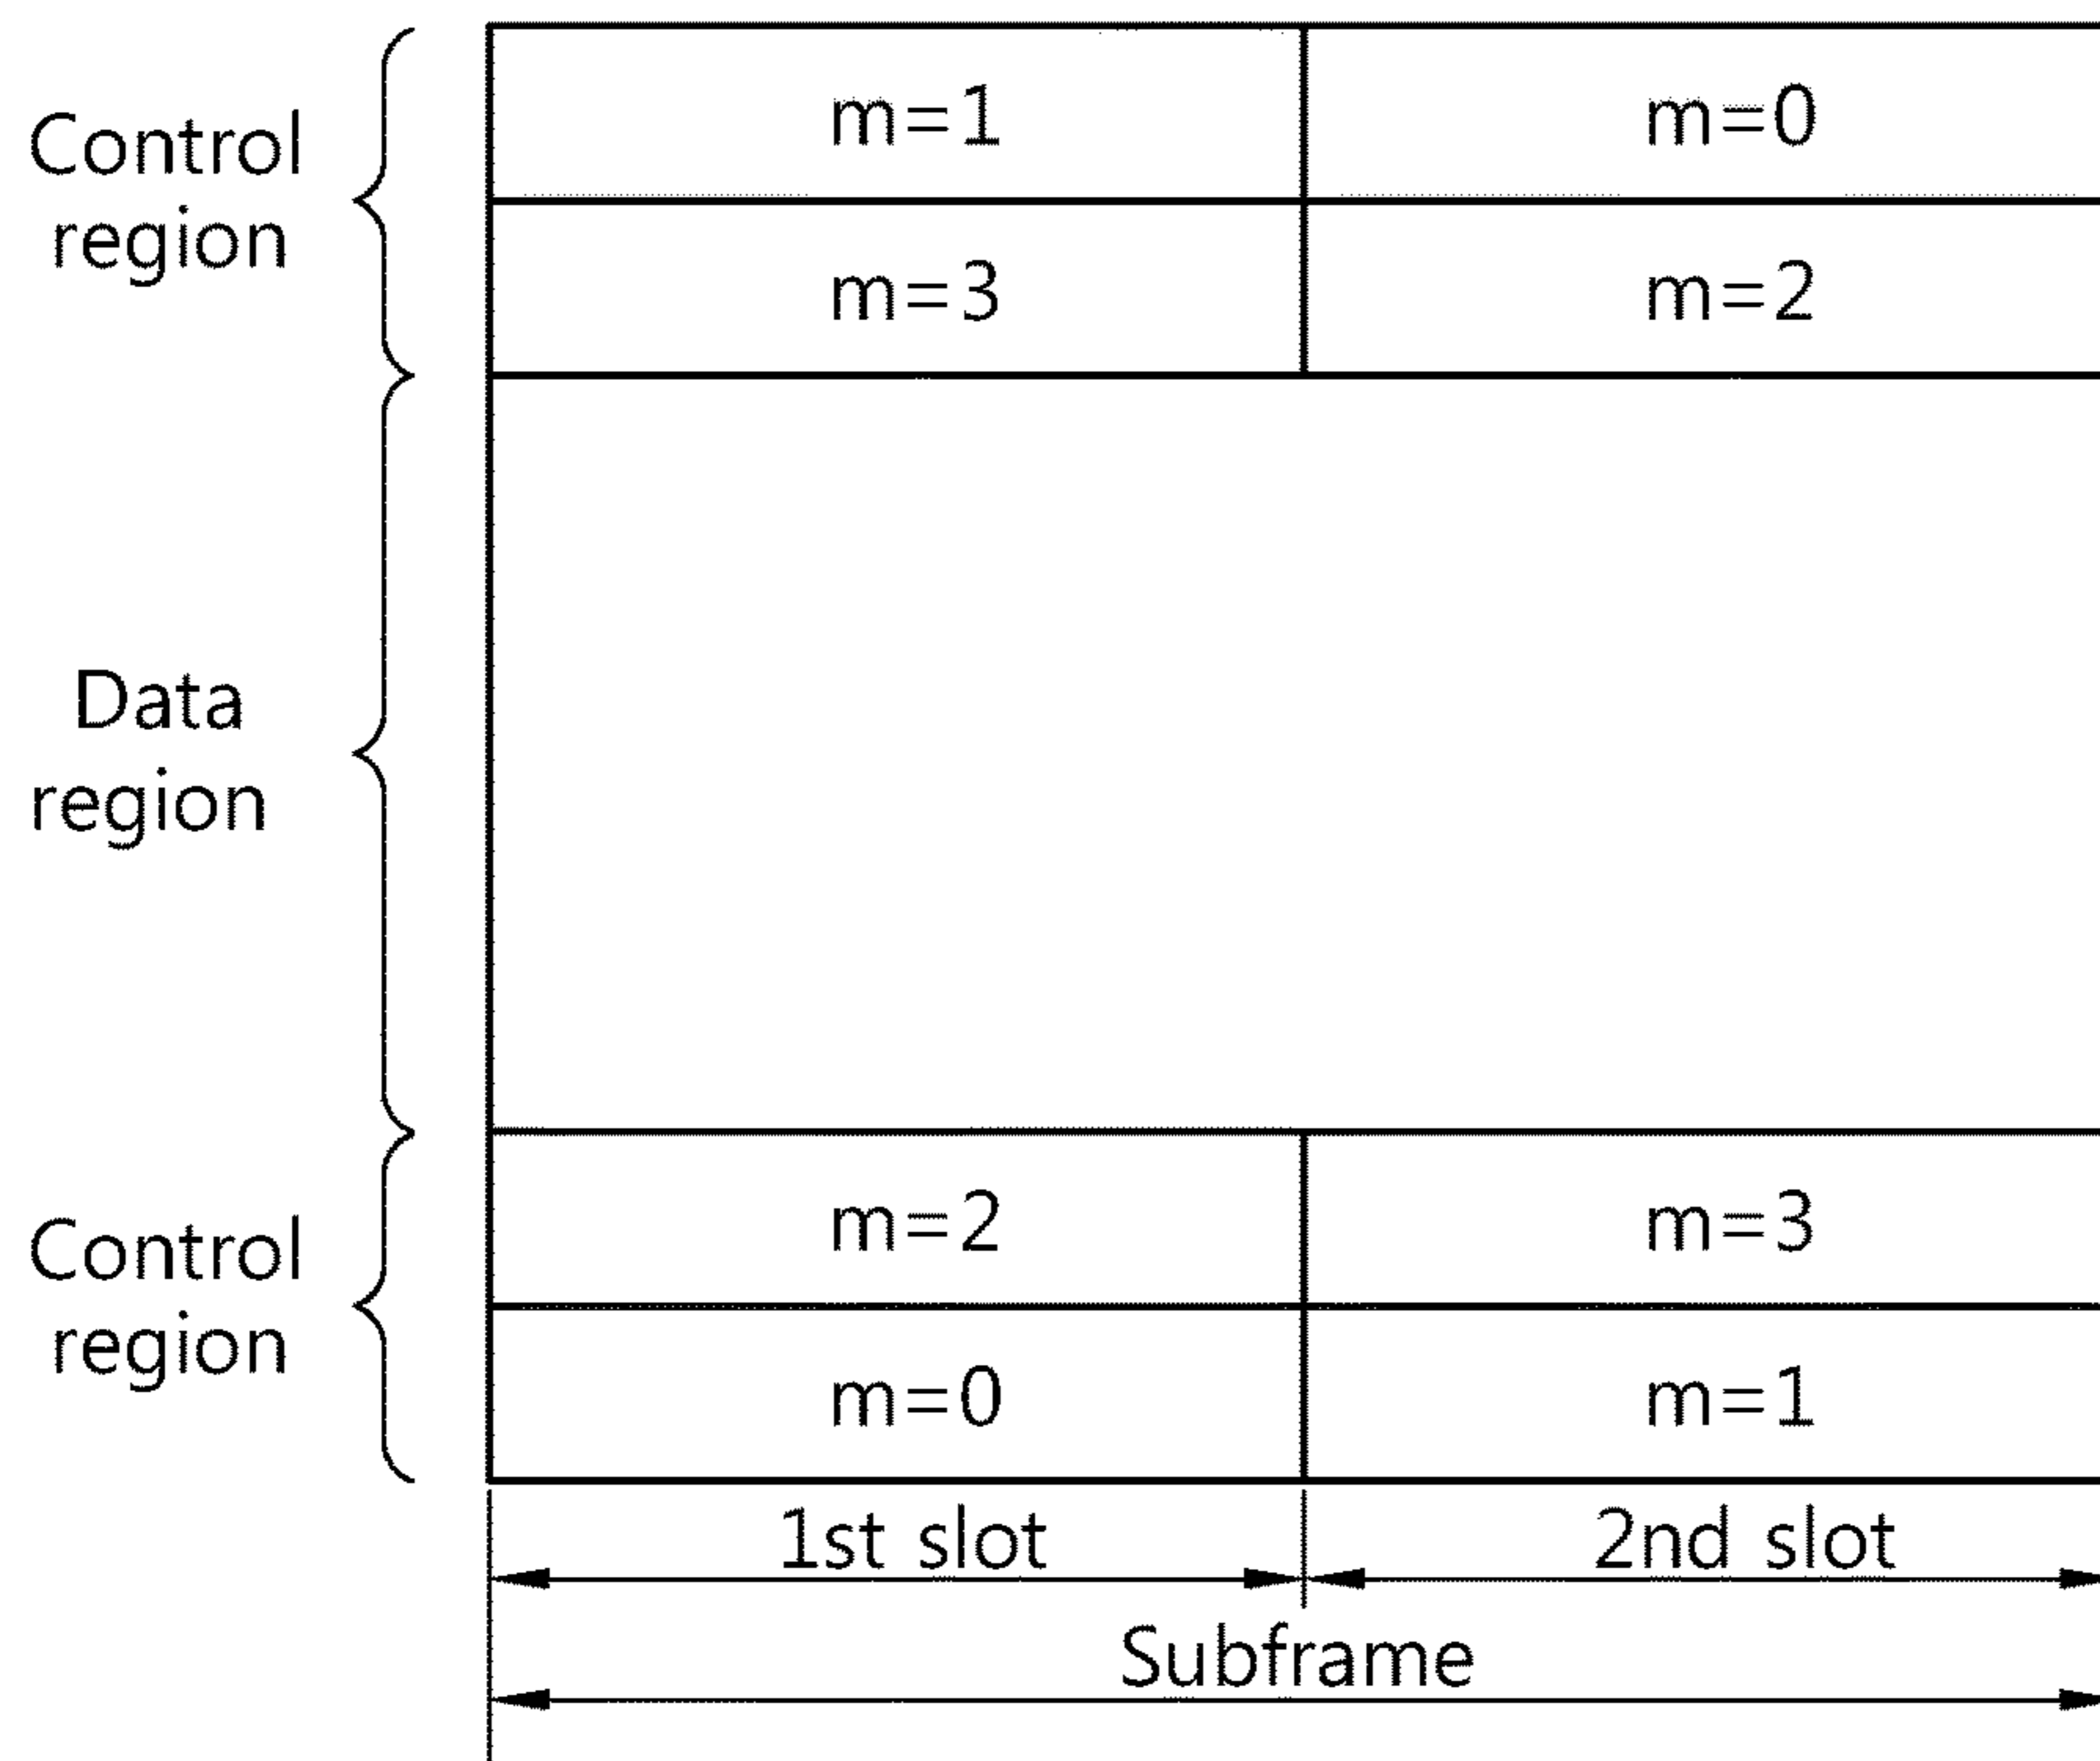 Control
region
m=1
m=0
m=3
m=2
Data
region
Control
region
m=2
m=3
m=0
m=1
1st slot
2nd slot
Subframe